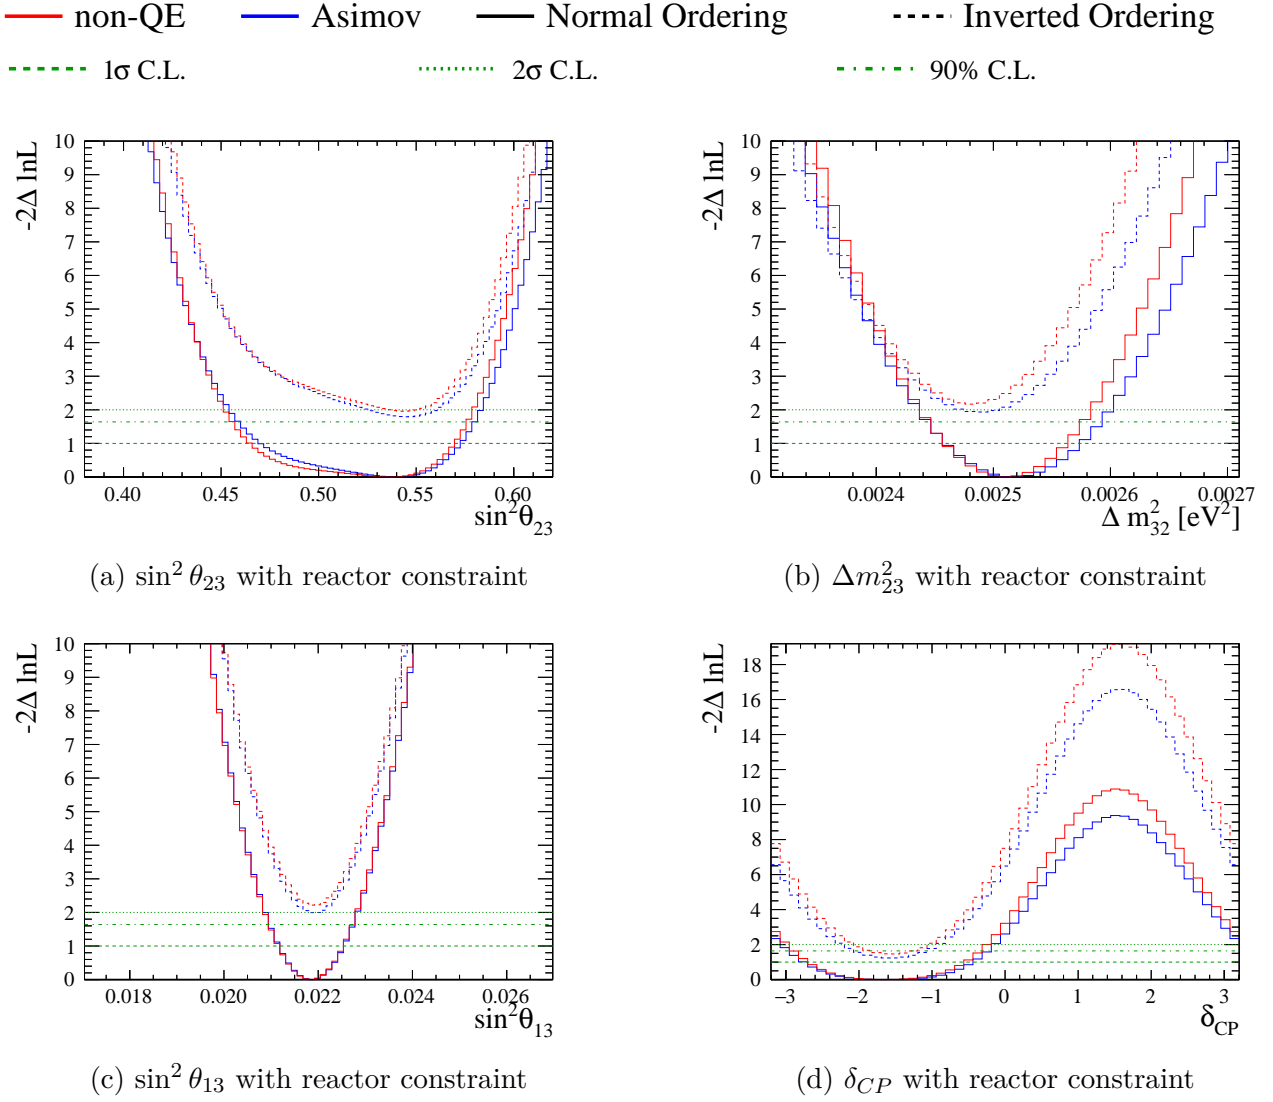 non-QE Asimov Normal Ordering Inverted Ordering
1σ C.L. 2σ C.L. 90% C.L.
-2Δ lnL
10
9
8
7
6
5
4
3
2
1
0
0.40 0.45 0.50 0.55 0.60
sin²θ₂₃
(a) sin² θ₂₃ with reactor constraint
-2Δ lnL
10
9
8
7
6
5
4
3
2
1
0
0.0024 0.0025 0.0026 0.0027
Δ m²₃₂ [eV²]
(b) Δm²₂₃ with reactor constraint
-2Δ lnL
10
9
8
7
6
5
4
3
2
1
0
0.018 0.020 0.022 0.024 0.026
sin²θ₁₃
(c) sin² θ₁₃ with reactor constraint
-2Δ lnL
18
16
14
12
10
8
6
4
2
0
−3 −2 −1 0 1 2 3
δ_CP
(d) δ_CP with reactor constraint